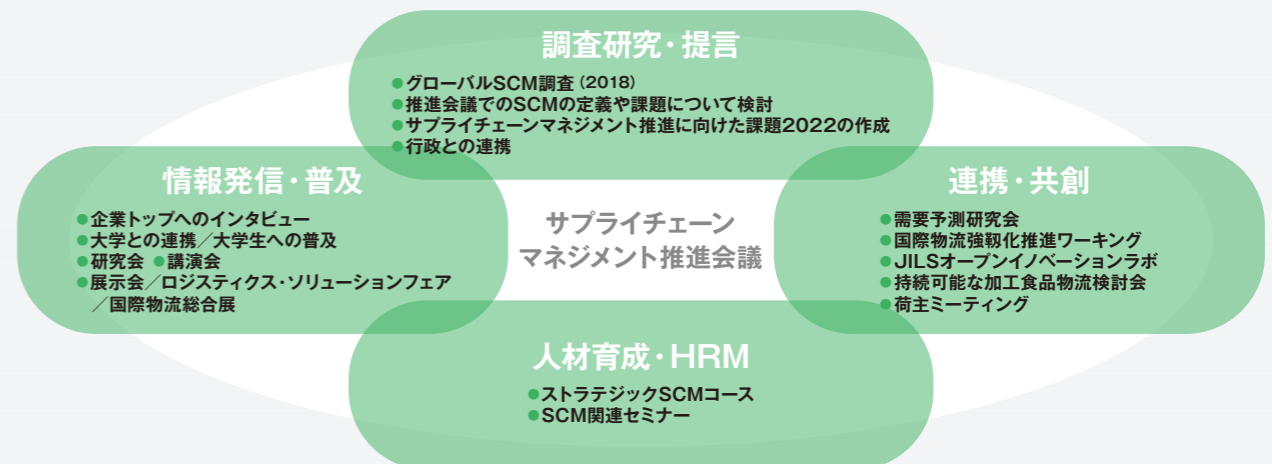 調査研究・提言
●グローバルSCM調査(2018)
●推進会議でのSCMの定義や課題について検討
●サプライチェーンマネジメント推進に向けた課題2022の作成
●行政との連携
情報発信・普及
●企業トップへのインタビュー
●大学との連携／大学生への普及
●研究会 ●講演会
●展示会／ロジスティクス・ソリューションフェア
／国際物流総合展
サプライチェーン
マネジメント推進会議
連携・共創
●需要予測研究会
●国際物流強靱化推進ワーキング
●JILSオープンイノベーションラボ
●持続可能な加工食品物流検討会
●荷主ミーティング
人材育成・HRM
●ストラテジックSCMコース
●SCM関連セミナー